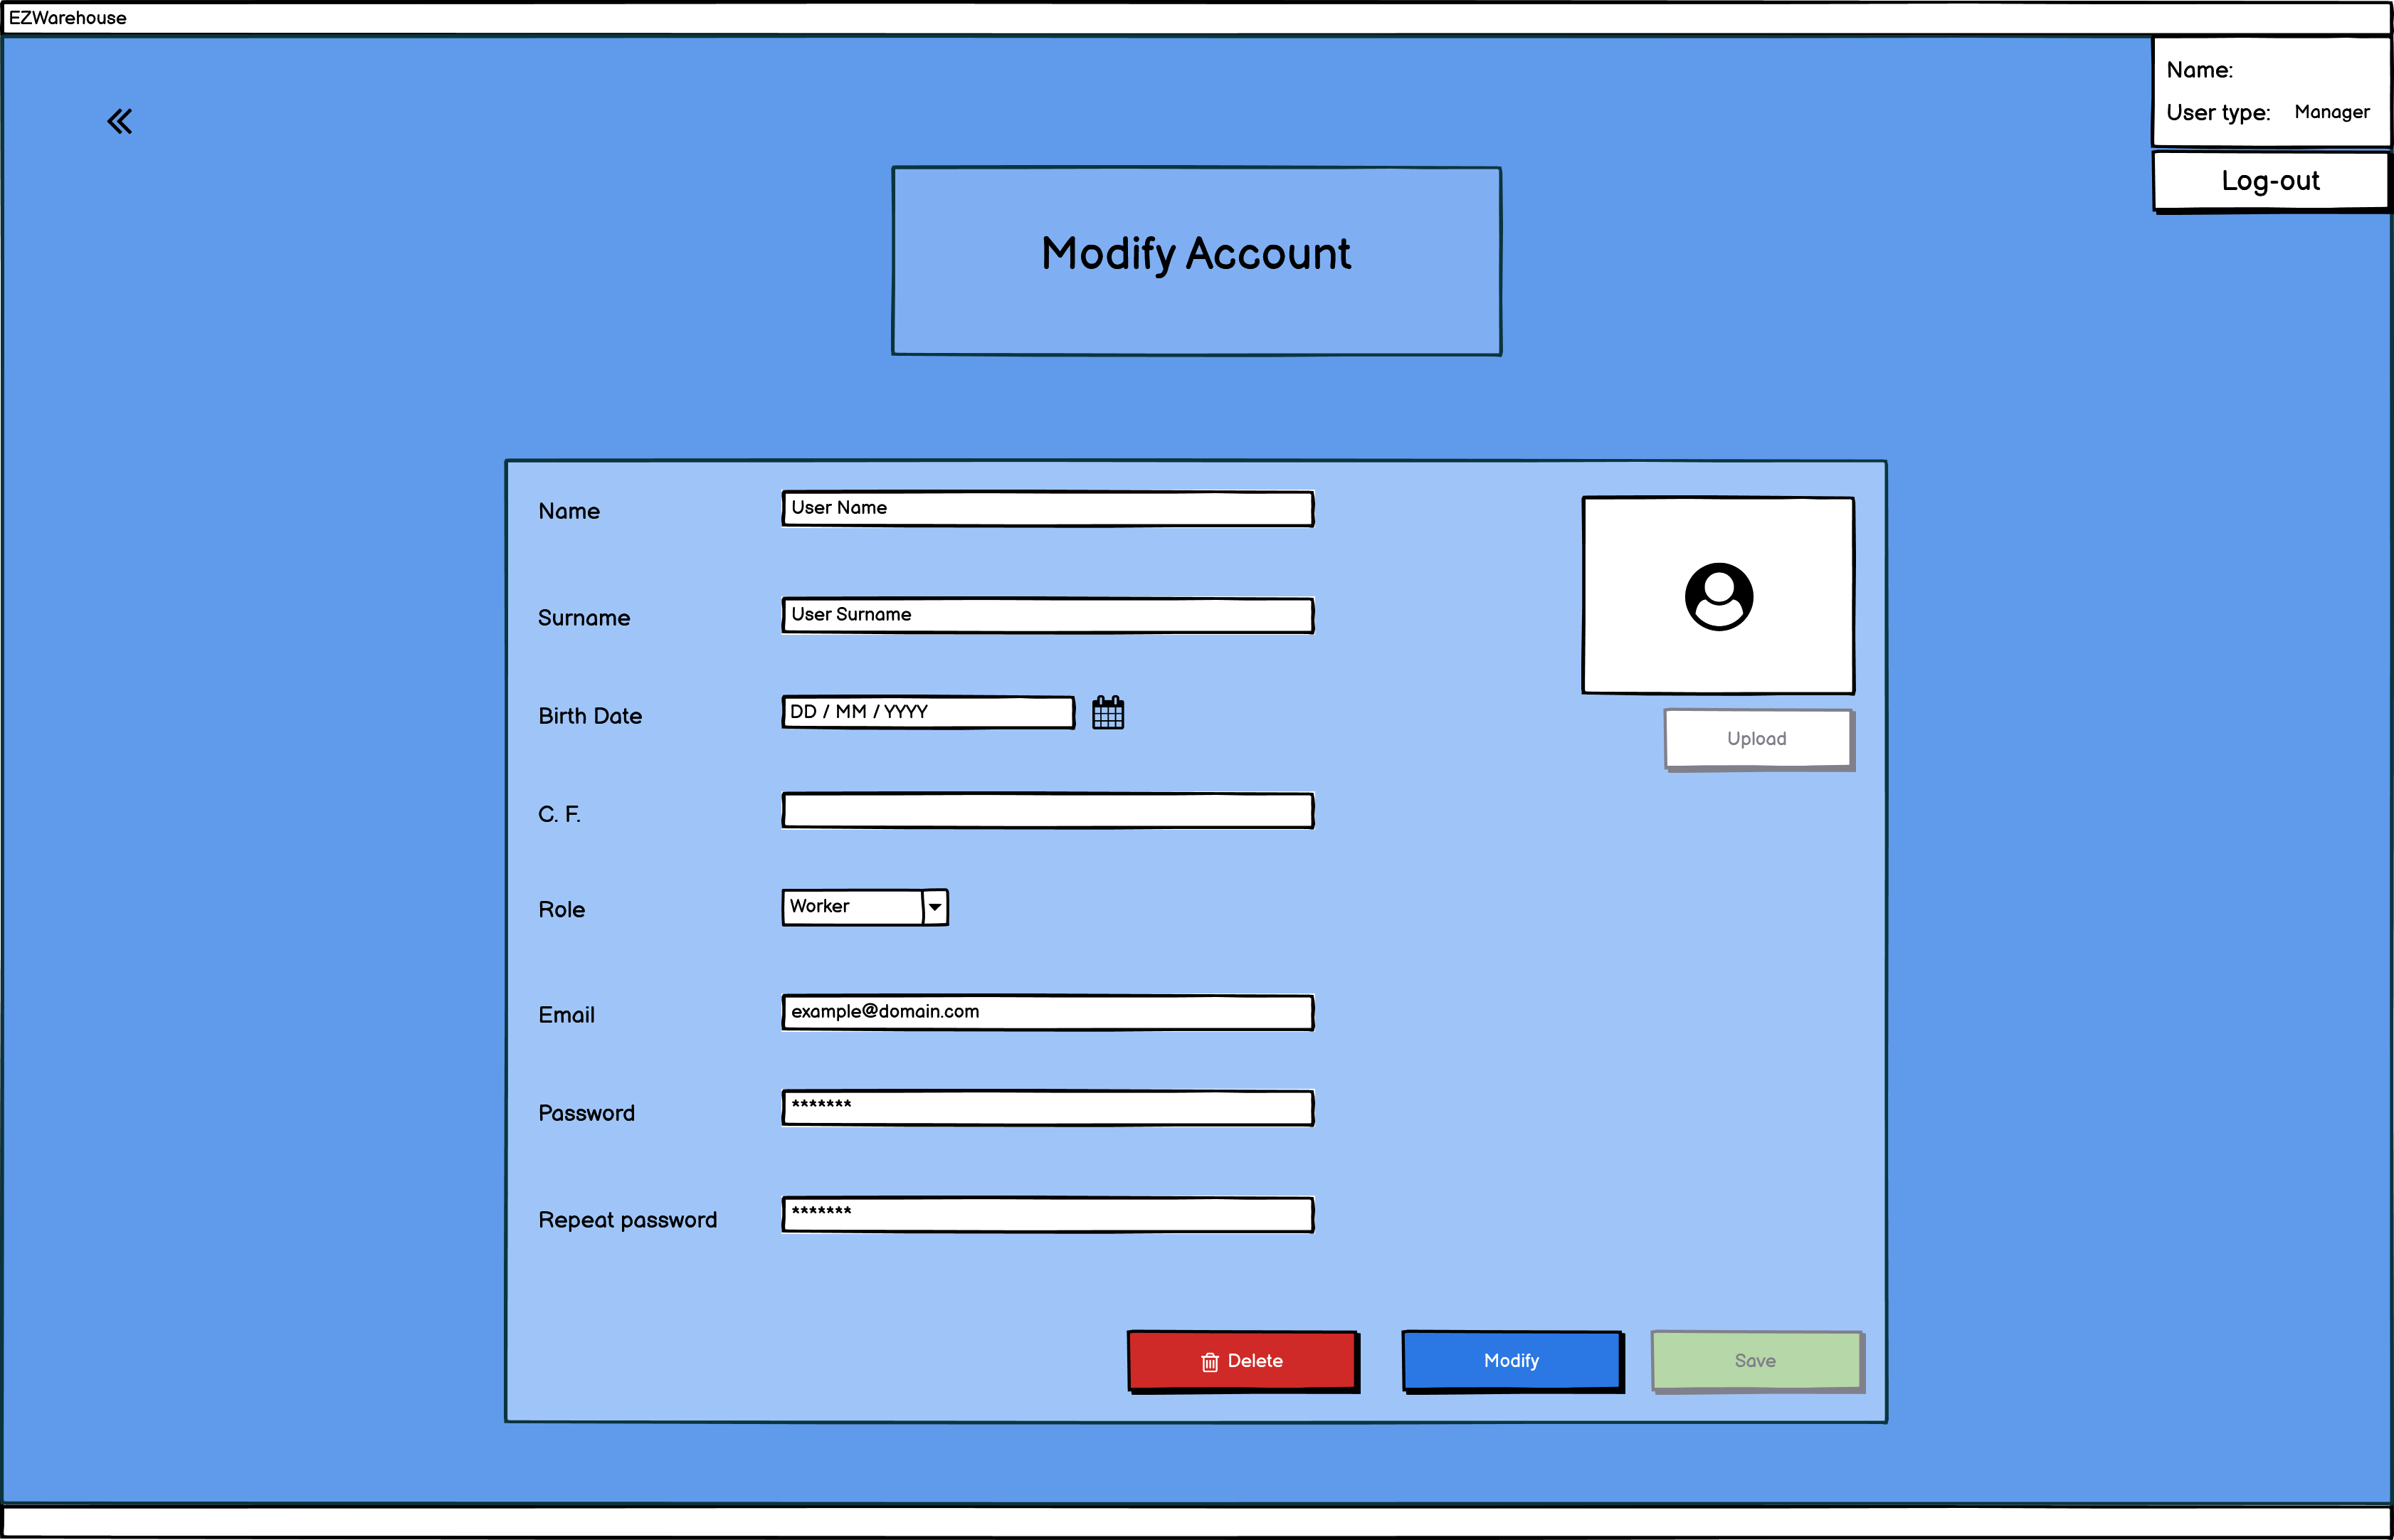 EZWarehouse
Name:
User type: Manager
Log-out
Modify Account
Name User Name
Surname User Surname
Birth Date DD / MM / YYYY
Upload
C. F.
Role Worker
Email example@domain.com
Password *******
Repeat password *******
Delete Modify Save